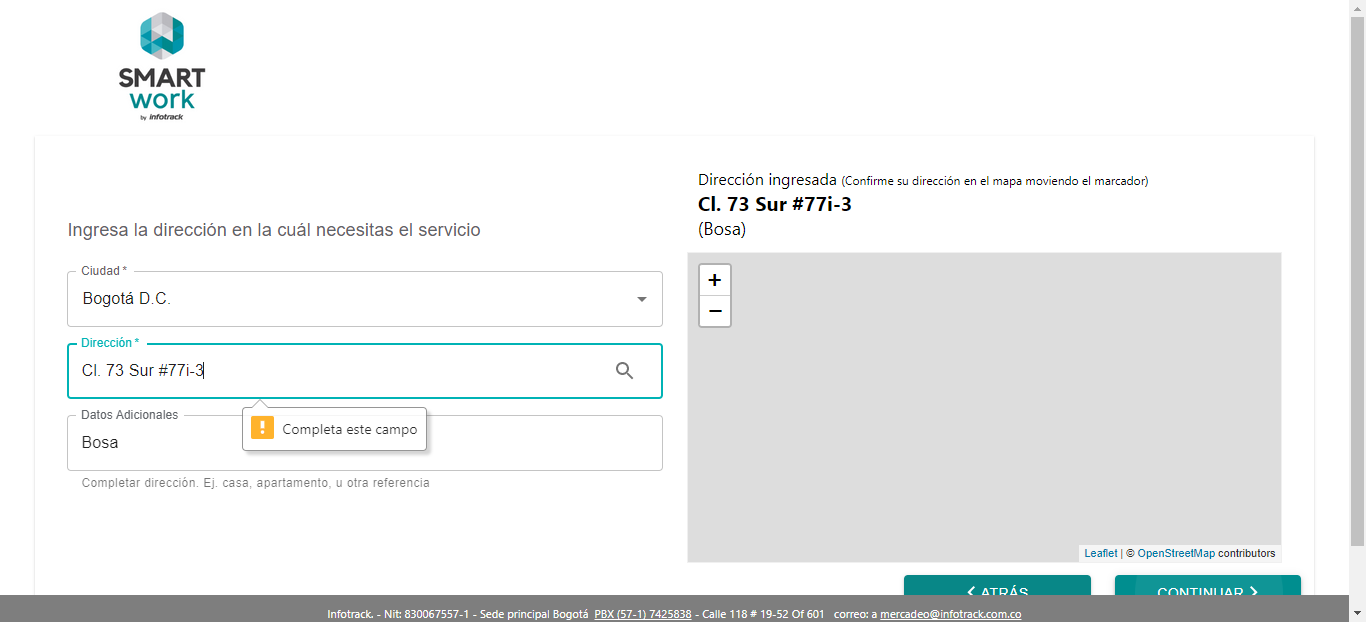 SMART
work
by infotrack
Ingresa la dirección en la cuál necesitas el servicio
Ciudad *
Bogotá D.C.
Dirección *
Cl. 73 Sur #77i-3
Completa este campo
Datos Adicionales
Bosa
Completar dirección. Ej. casa, apartamento, u otra referencia
Dirección ingresada (Confirme su dirección en el mapa moviendo el marcador)
Cl. 73 Sur #77i-3
(Bosa)
+
−
Leaflet | © OpenStreetMap contributors
ATRÁS
CONTINUAR
Infotrack. - Nit: 830067557-1 - Sede principal Bogotá PBX (57-1) 7425838 - Calle 118 # 19-52 Of 601 correo: a mercadeo@infotrack.com.co